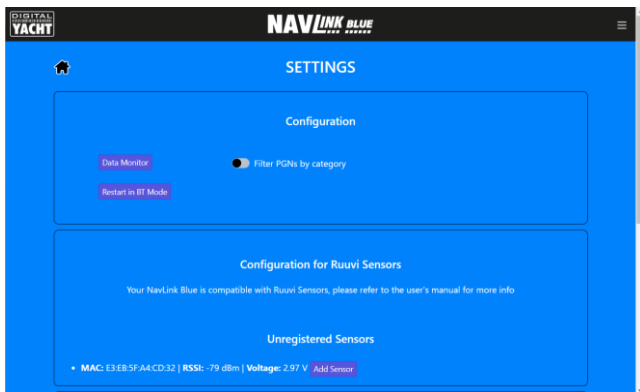 DIGITAL
YACHT
NAVLINK BLUE
SETTINGS
Configuration
Data Monitor
Filter PGNs by category
Restart in BT Mode
Configuration for Ruuvi Sensors
Your NavLink Blue is compatible with Ruuvi Sensors, please refer to the user's manual for more info
Unregistered Sensors
• MAC: E3:EB:5F:A4:CD:32 | RSSI: -79 dBm | Voltage: 2.97 V Add Sensor